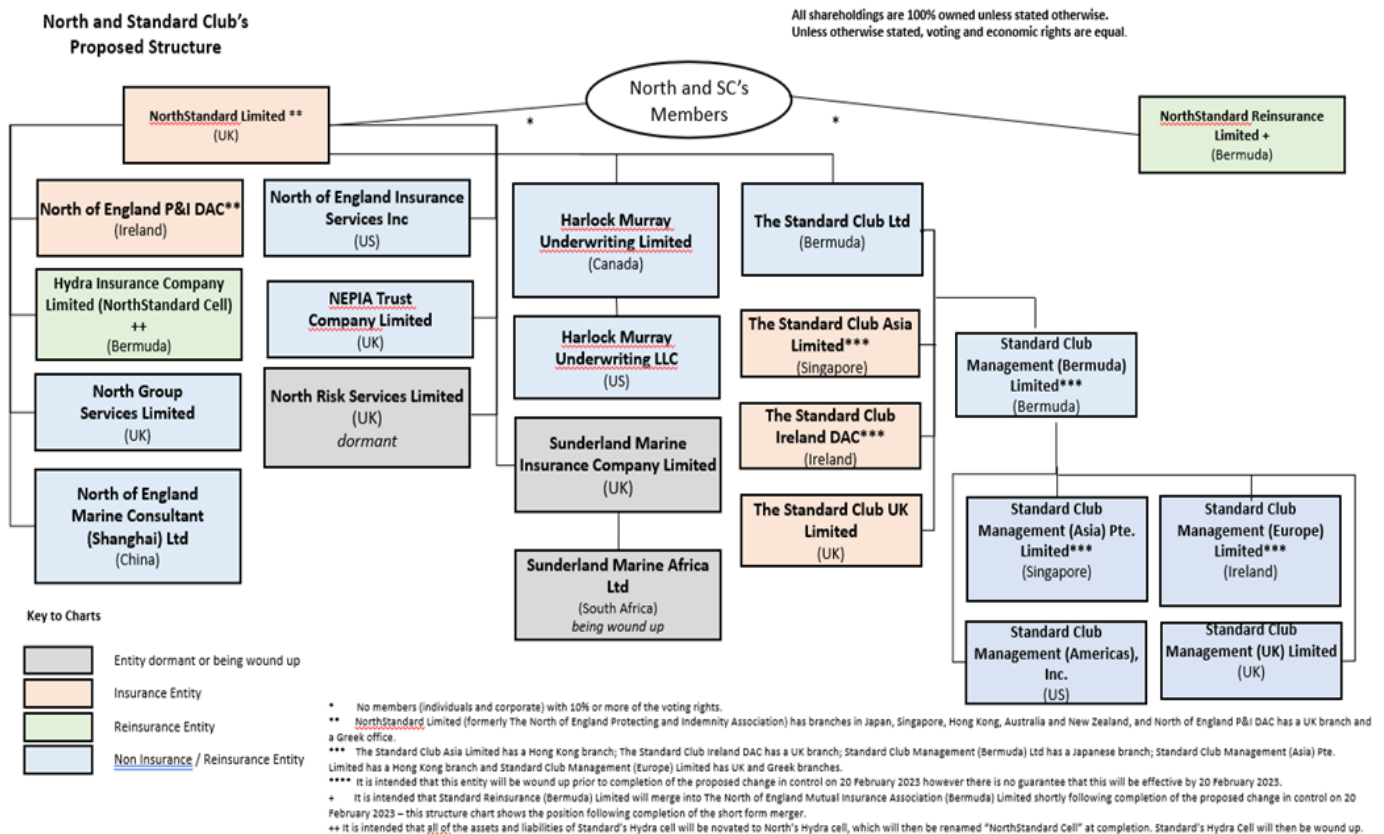 North and Standard Club's
Proposed Structure
All shareholdings are 100% owned unless stated otherwise.
Unless otherwise stated, voting and economic rights are equal.
North and SC's
Members
*
*
NorthStandard Limited **
(UK)
NorthStandard Reinsurance
Limited +
(Bermuda)
North of England P&I DAC**
(Ireland)
Hydra Insurance Company
Limited (NorthStandard Cell)
++
(Bermuda)
North Group
Services Limited
(UK)
North of England
Marine Consultant
(Shanghai) Ltd
(China)
North of England Insurance
Services Inc
(US)
NEPIA Trust
Company Limited
(UK)
North Risk Services Limited
(UK)
dormant
Harlock Murray
Underwriting Limited
(Canada)
Harlock Murray
Underwriting LLC
(US)
Sunderland Marine
Insurance Company Limited
(UK)
Sunderland Marine Africa
Ltd
(South Africa)
being wound up
The Standard Club Ltd
(Bermuda)
The Standard Club Asia
Limited***
(Singapore)
The Standard Club
Ireland DAC***
(Ireland)
The Standard Club UK
Limited
(UK)
Standard Club
Management (Bermuda)
Limited***
(Bermuda)
Standard Club
Management (Asia) Pte.
Limited***
(Singapore)
Standard Club
Management (Europe)
Limited***
(Ireland)
Standard Club
Management (Americas),
Inc.
(US)
Standard Club
Management (UK) Limited
(UK)
Key to Charts
Entity dormant or being wound up
Insurance Entity
Reinsurance Entity
Non Insurance / Reinsurance Entity
* No members (individuals and corporate) with 10% or more of the voting rights.
** NorthStandard Limited (formerly The North of England Protecting and Indemnity Association) has branches in Japan, Singapore, Hong Kong, Australia and New Zealand, and North of England P&I DAC has a UK branch and
a Greek office.
*** The Standard Club Asia Limited has a Hong Kong branch; The Standard Club Ireland DAC has a UK branch; Standard Club Management (Bermuda) Ltd has a Japanese branch; Standard Club Management (Asia) Pte.
Limited has a Hong Kong branch and Standard Club Management (Europe) Limited has UK and Greek branches.
**** It is intended that this entity will be wound up prior to completion of the proposed change in control on 20 February 2023 however there is no guarantee that this will be effective by 20 February 2023.
+ It is intended that Standard Reinsurance (Bermuda) Limited will merge into The North of England Mutual Insurance Association (Bermuda) Limited shortly following completion of the proposed change in control on 20
February 2023 – this structure chart shows the position following completion of the short form merger.
++ It is intended that all of the assets and liabilities of Standard's Hydra cell will be novated to North's Hydra cell, which will then be renamed "NorthStandard Cell" at completion. Standard's Hydra Cell will then be wound up.